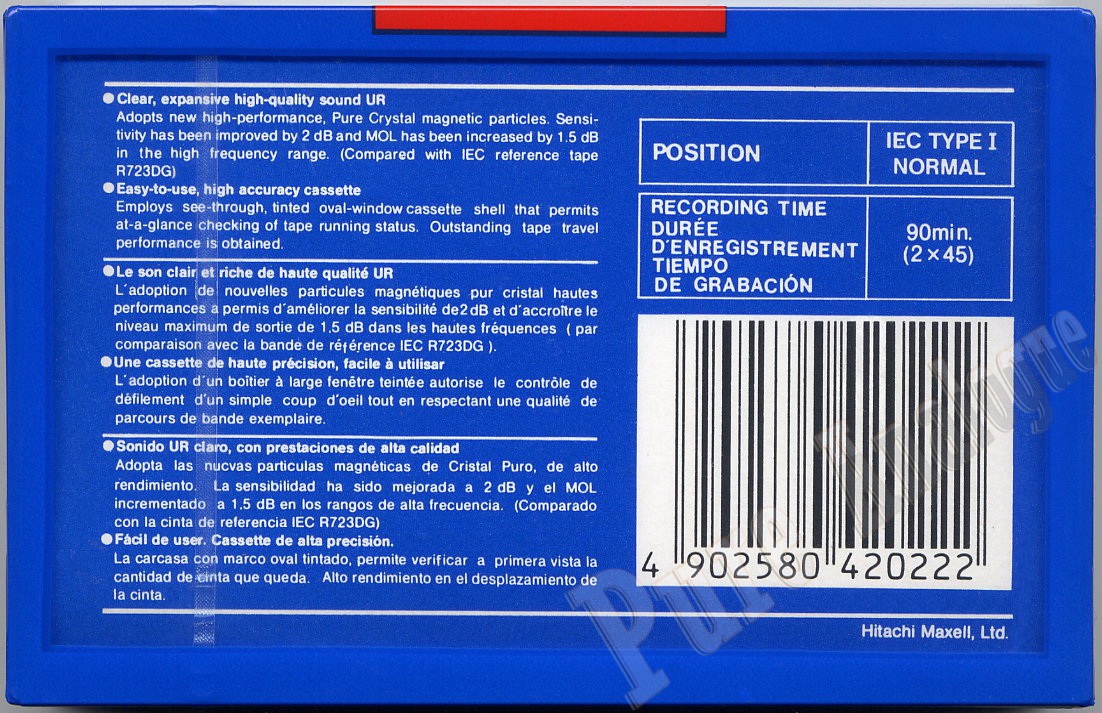 ●Clear, expansive high-quality sound UR
Adopts new high-performance, Pure Crystal magnetic particles. Sensi-
tivity has been improved by 2 dB and MOL has been increased by 1.5 dB
in the high frequency range. (Compared with IEC reference tape
R723DG)
●Easy-to-use, high accuracy cassette
Employs see-through, tinted oval-window cassette shell that permits
at-a-glance checking of tape running status. Outstanding tape travel
performance is obtained.
●Le son clair et riche de haute qualité UR
L'adoption de nouvelles particules magnétiques pur cristal hautes
performances a permis d'améliorer la sensibilité de2 dB et d'accroître le
niveau maximum de sortie de 1.5 dB dans les hautes fréquences ( par
comparaison avec la bande de référence IEC R723DG ).
●Une cassette de haute précision, facile à utilisar
L'adoption d'un boîtier à large fenêtre teintée autorise le contrôle de
défilement d'un simple coup d'oeil tout en respectant une qualité de
parcours de bande exemplaire.
●Sonido UR claro, con prestaciones de alta calidad
Adopta las nucvas particulas magnéticas de Cristal Puro, de alto
rendimiento. La sensibilidad ha sido mejorada a 2 dB y el MOL
incrementado a 1.5 dB en los rangos de alta frecuencia. (Comparado
con la cinta de referencia IEC R723DG)
●Fácil de user. Cassette de alta precisión.
La carcasa con marco oval tintado, permite verificar a primera vista la
cantidad de cinta que queda. Alto rendimiento en el desplazamiento de
la cinta.
POSITION
IEC TYPE I
NORMAL
RECORDING TIME
DURÉE
D'ENREGISTREMENT
TIEMPO
DE GRABACIÓN
90min.
(2×45)
4 902580 420222
Hitachi Maxell, Ltd.
Pure Analogue